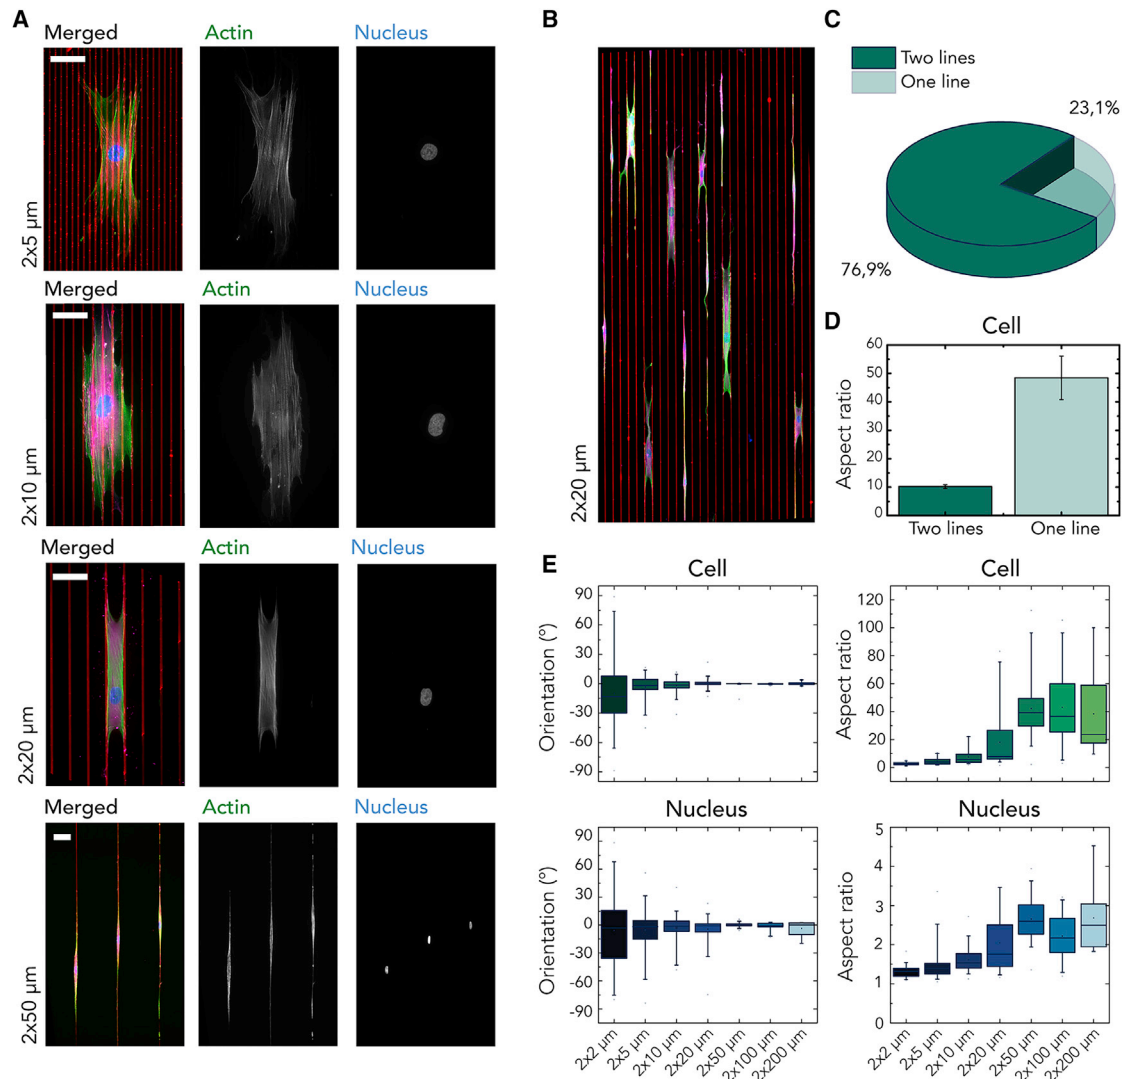 A
Merged
Actin
Nucleus
2x5 µm
Merged
Actin
Nucleus
2x10 µm
Merged
Actin
Nucleus
2x20 µm
Merged
Actin
Nucleus
2x50 µm
B
2x20 µm
C
Two lines
One line
23,1%
76,9%
D
Cell
Aspect ratio
60
50
40
30
20
10
0
Two lines
One line
E
Cell
Orientation (°)
90
60
30
0
-30
-60
-90
Cell
Aspect ratio
120
100
80
60
40
20
0
Nucleus
Orientation (°)
90
60
30
0
-30
-60
-90
2x2 µm
2x5 µm
2x10 µm
2x20 µm
2x50 µm
2x100 µm
2x200 µm
Nucleus
Aspect ratio
5
4
3
2
1
0
2x2 µm
2x5 µm
2x10 µm
2x20 µm
2x50 µm
2x100 µm
2x200 µm